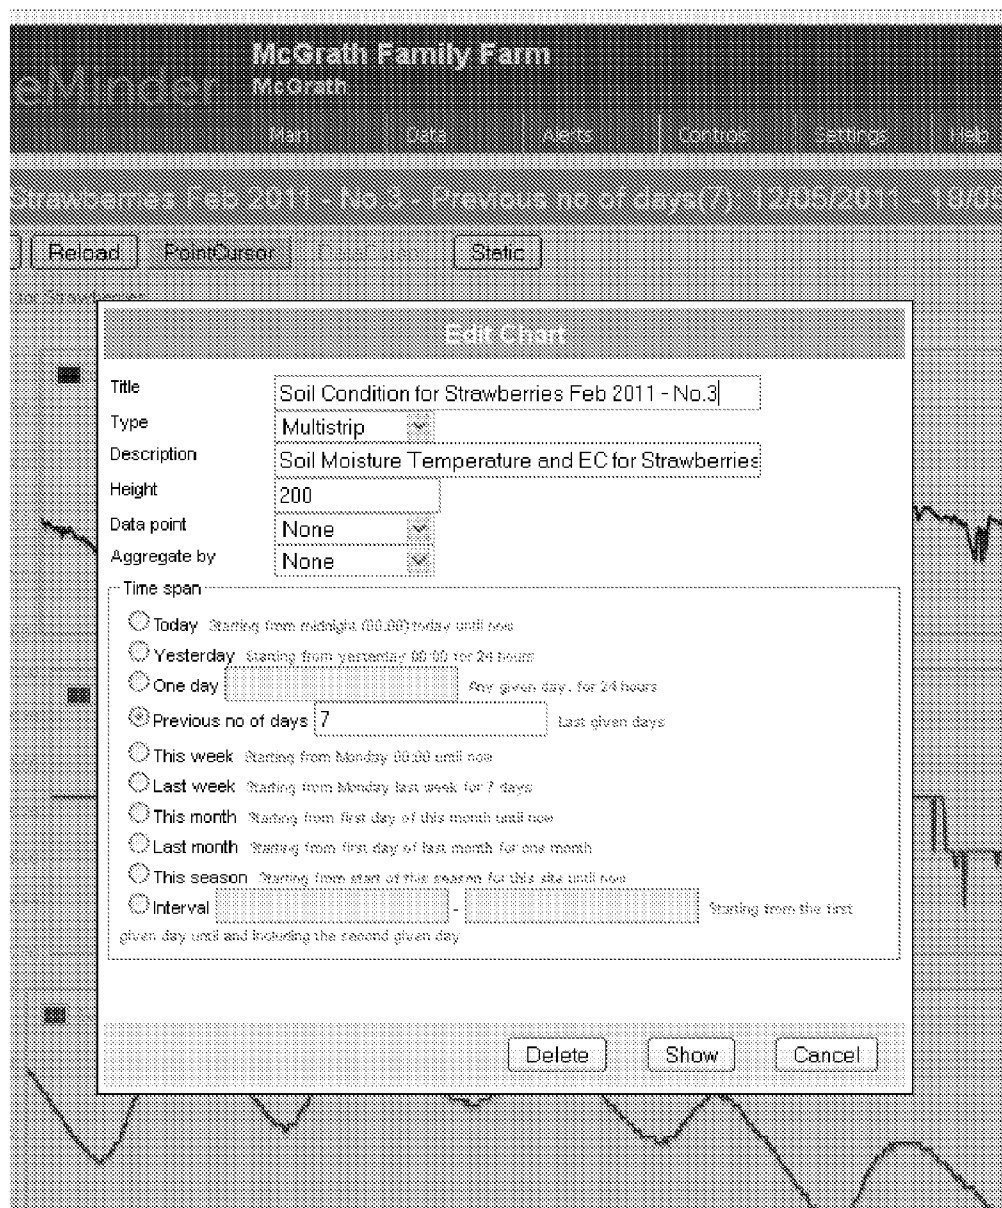 McGrath Family Farm
eMinder
McGrath
Main Data Alerts Controls Settings Help
Strawberries Feb 2011 - No.3 - Previous no of days(7): 12/05/2011 - 18/05
Reload PointCursor Static
for Strawberries
Edit Chart
Title Soil Condition for Strawberries Feb 2011 - No.3
Type Multistrip
Description Soil Moisture Temperature and EC for Strawberries
Height 200
Data point None
Aggregate by None
Time span
Today Starting from midnight (00:00) today until now
Yesterday Starting from yesterday 00:00 for 24 hours
One day Any given day, for 24 hours
Previous no of days 7 Last given days
This week Starting from Monday 00:00 until now
Last week Starting from Monday last week for 7 days
This month Starting from first day of this month until now
Last month Starting from first day of last month for one month
This season Starting from start of this season for this site until now
Interval - Starting from the first
given day until and including the second given day
Delete Show Cancel